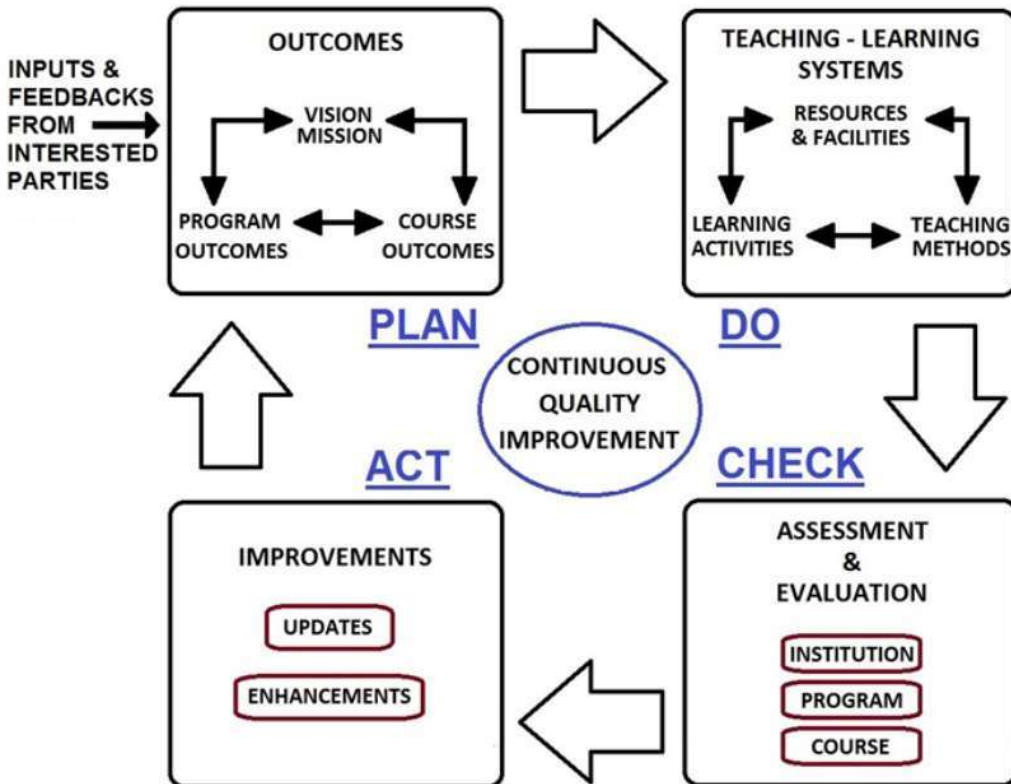 INPUTS &
FEEDBACKS
FROM
INTERESTED
PARTIES
OUTCOMES
VISION
MISSION
PROGRAM
OUTCOMES
COURSE
OUTCOMES
TEACHING - LEARNING
SYSTEMS
RESOURCES
& FACILITIES
LEARNING
ACTIVITIES
TEACHING
METHODS
PLAN
DO
CONTINUOUS
QUALITY
IMPROVEMENT
ACT
CHECK
IMPROVEMENTS
UPDATES
ENHANCEMENTS
ASSESSMENT
&
EVALUATION
INSTITUTION
PROGRAM
COURSE